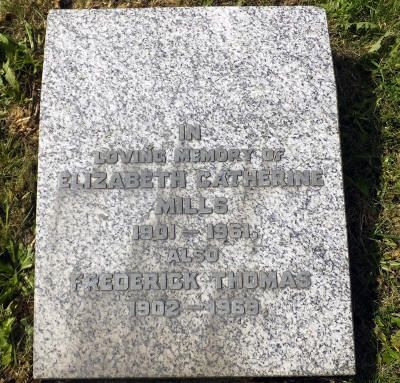 IN
LOVING MEMORY OF
ELIZABETH CATHERINE
MILLS
1901 — 1961.
ALSO
FREDERICK THOMAS
1902 — 1969.